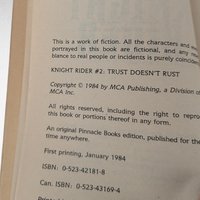 This is a work of fiction. All the characters and
portrayed in this book are fictional, and any
blance to real people or incidents is purely coincide
KNIGHT RIDER #2: TRUST DOESN'T RUST
Copyright © 1984 by MCA Publishing, a Division of
MCA Inc.
All rights reserved, including the right to repro
this book or portions thereof in any form.
An original Pinnacle Books edition, published for the
time anywhere.
First printing, January 1984
ISBN: 0-523-42181-8
Can. ISBN: 0-523-43169-4